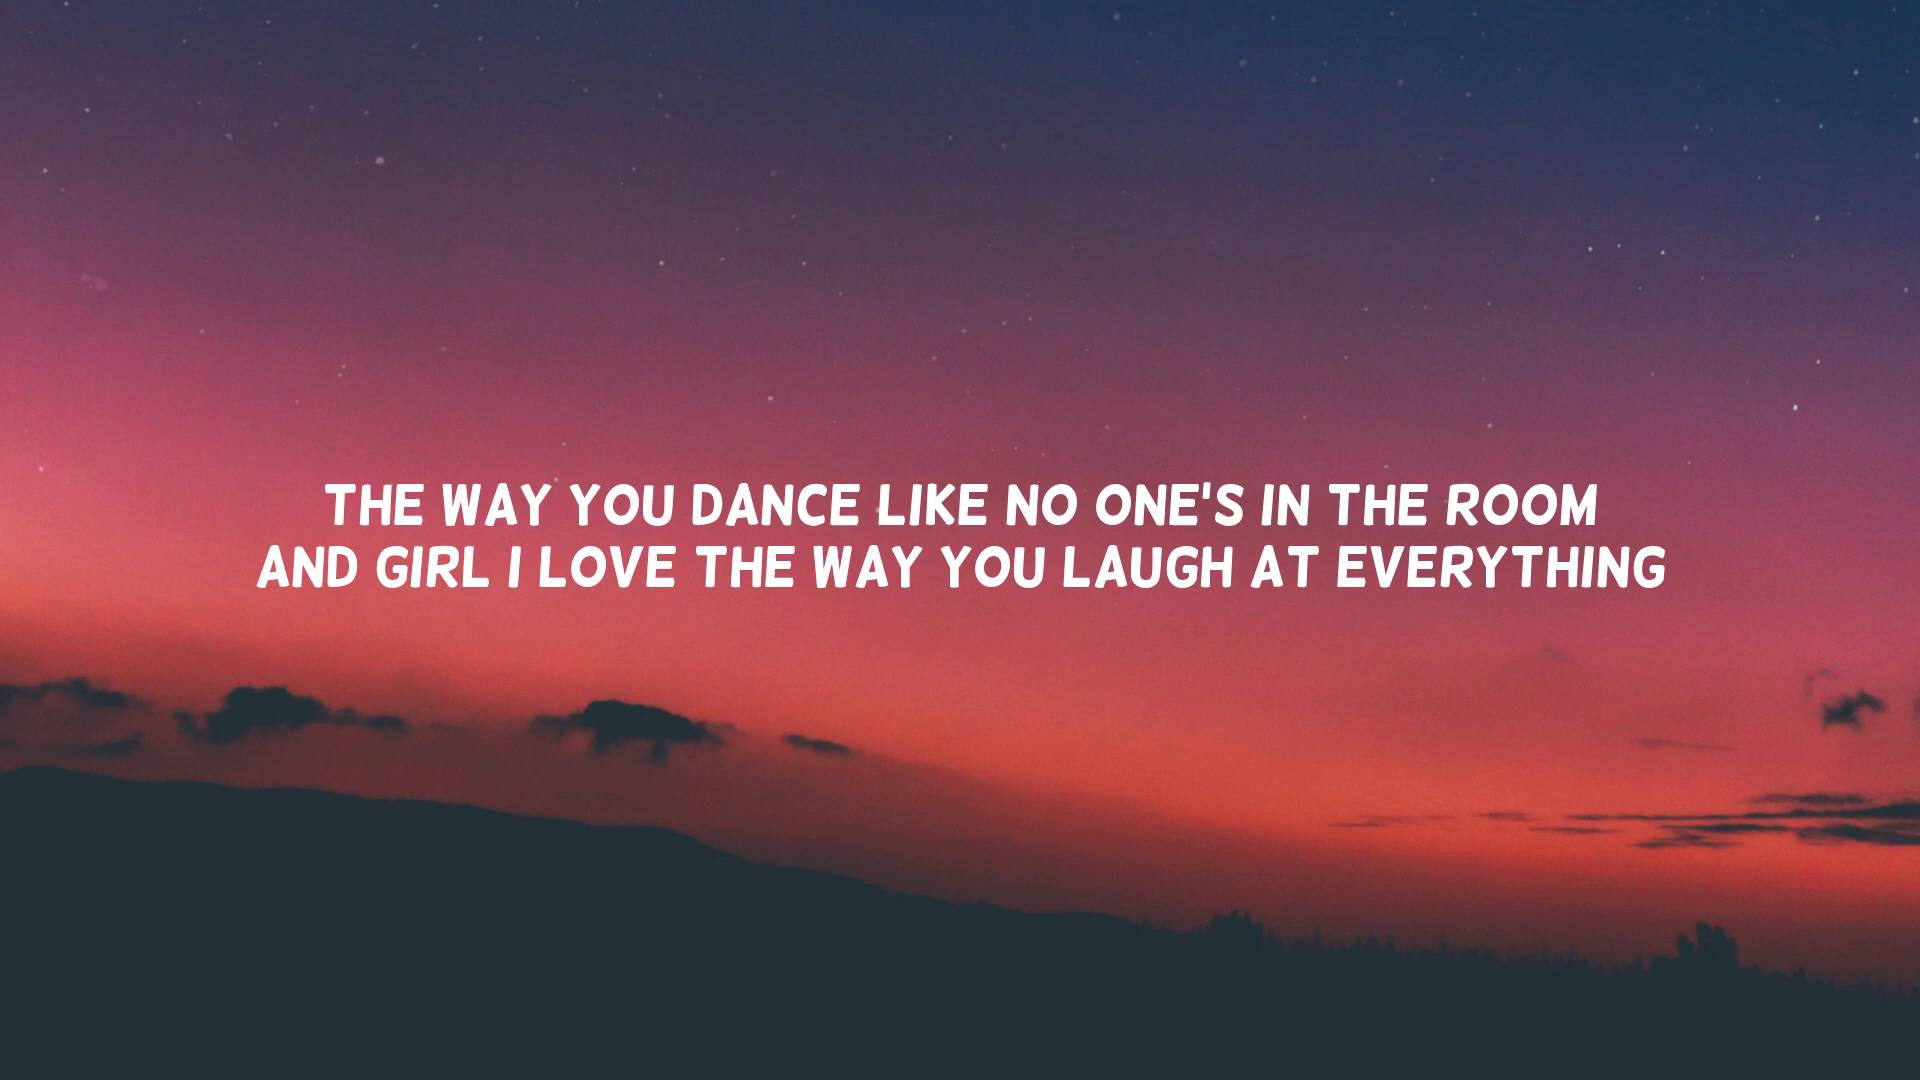 THE WAY YOU DANCE LIKE NO ONE'S IN THE ROOM
AND GIRL I LOVE THE WAY YOU LAUGH AT EVERYTHING